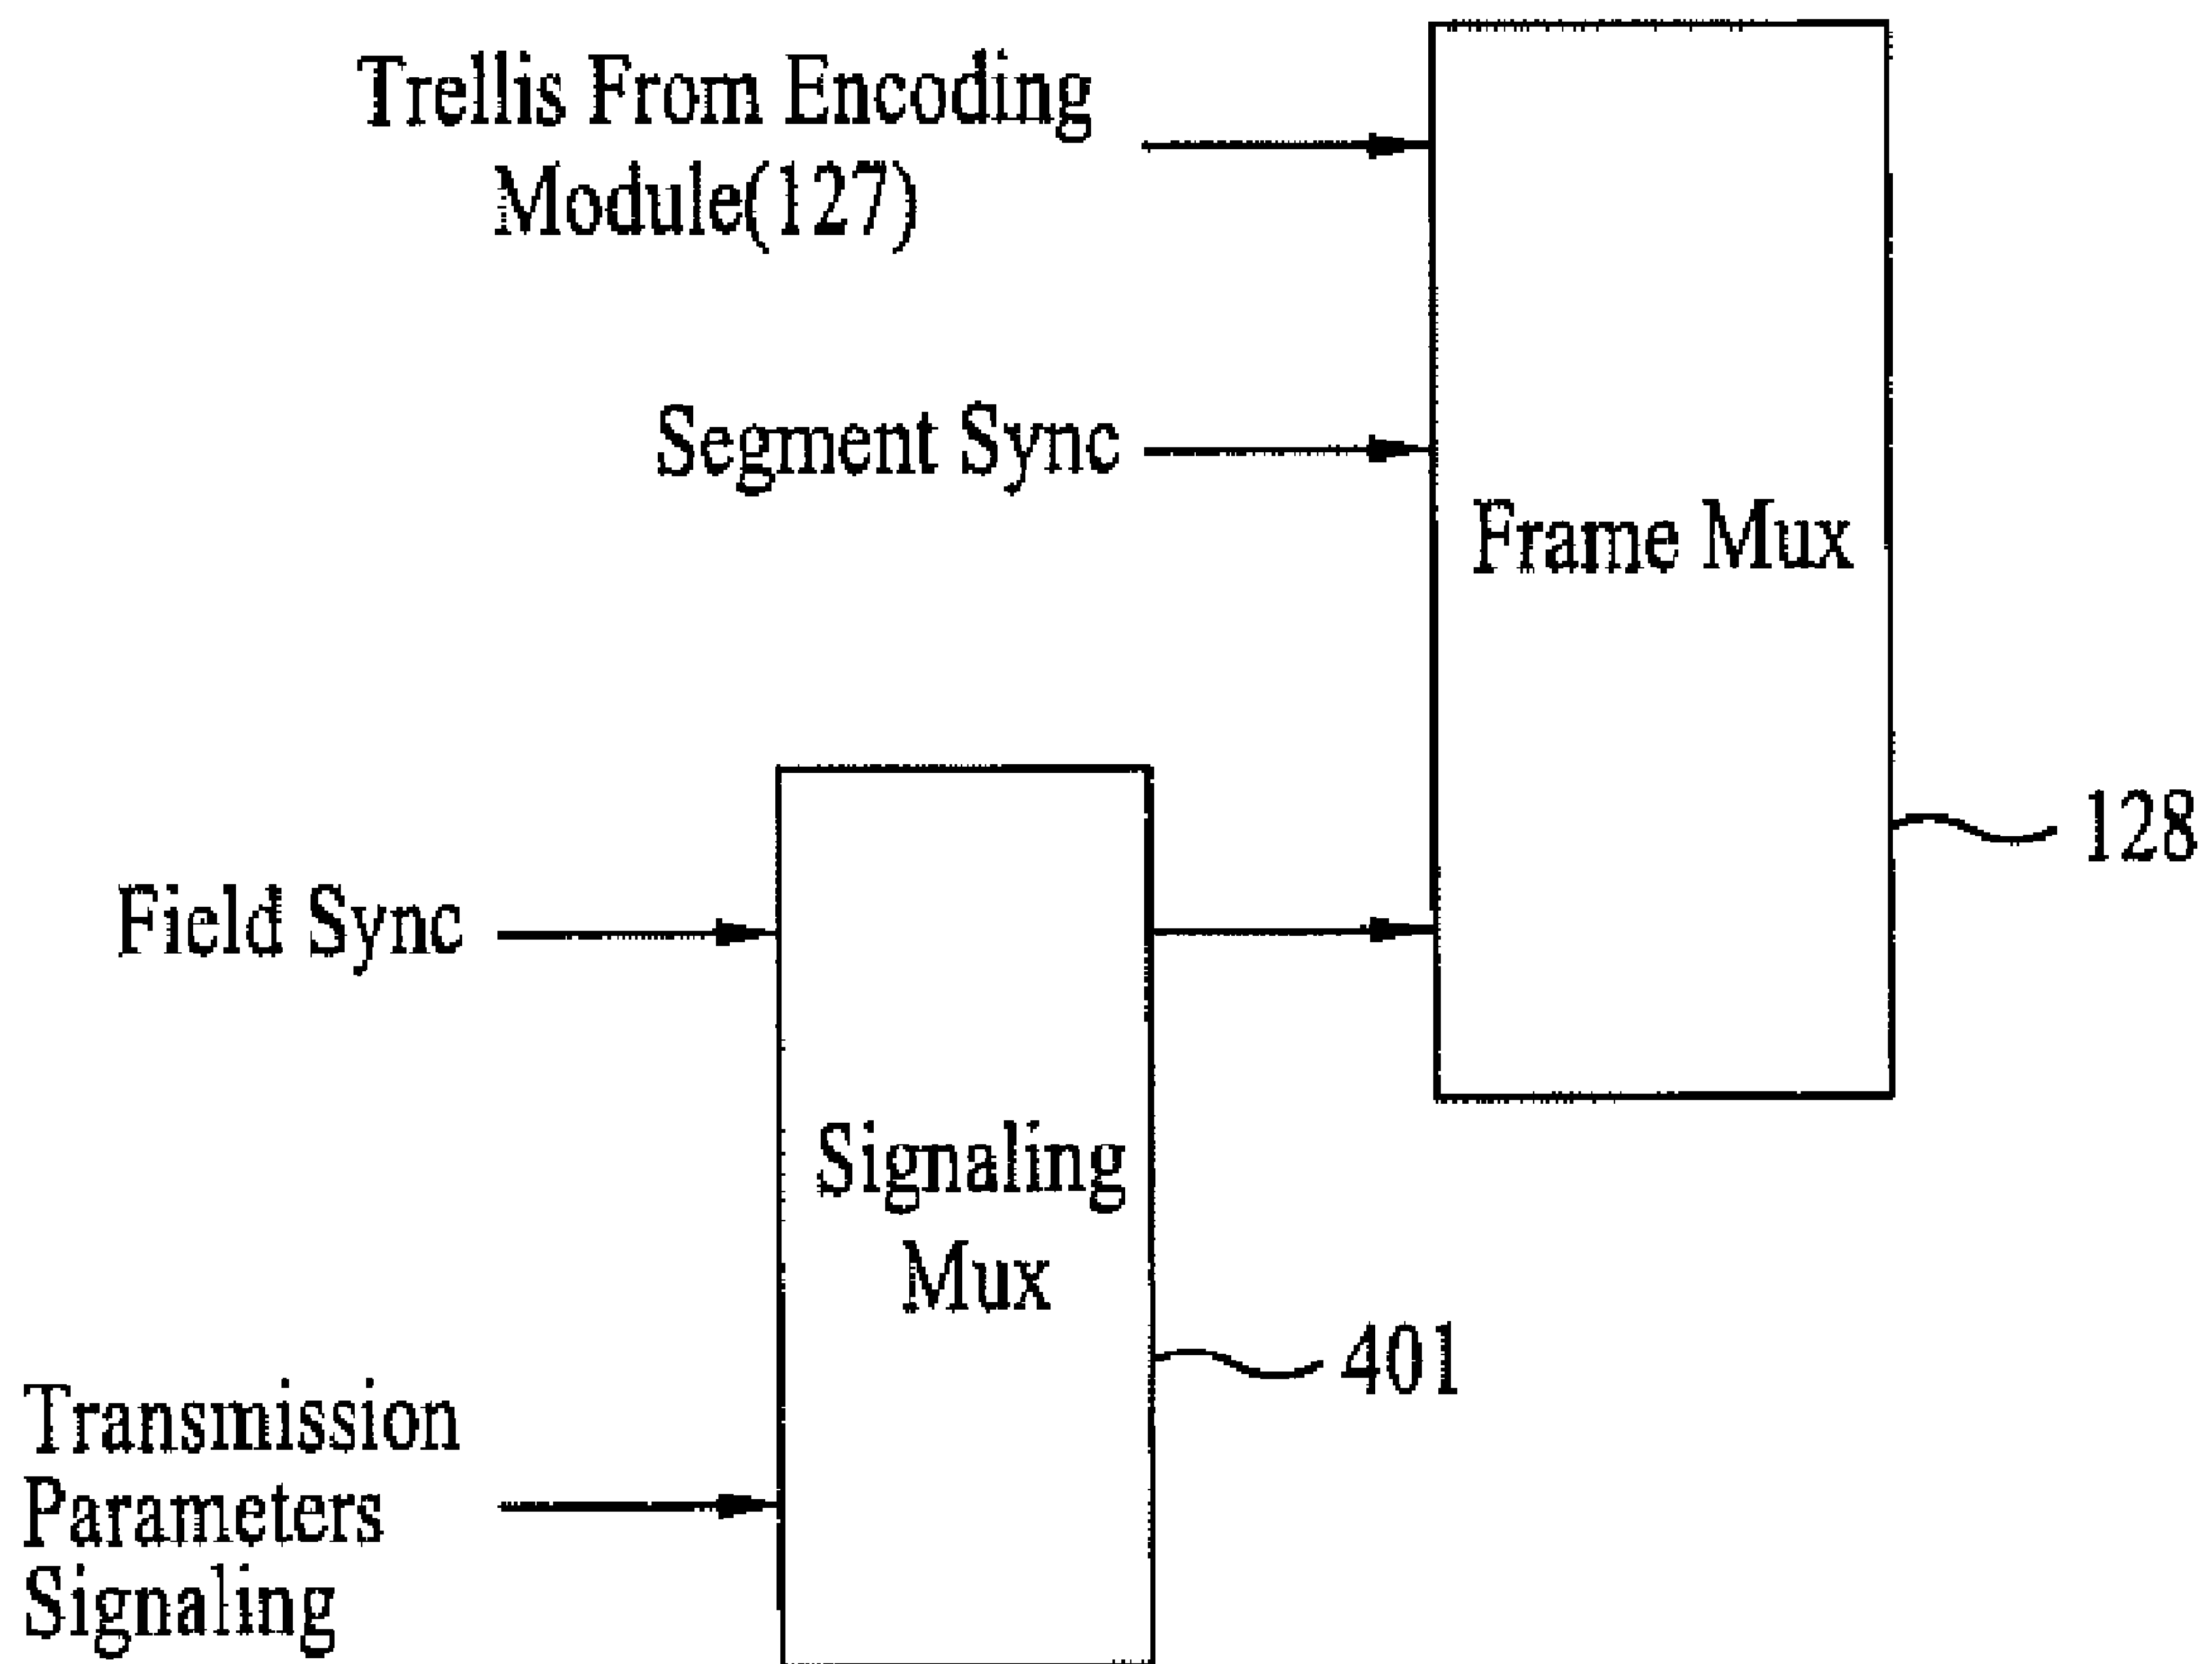 Trellis From Encoding
Module(127)
Segment Sync
Frame Mux
128
Field Sync
Signaling
Mux
401
Transmission
Parameters
Signaling